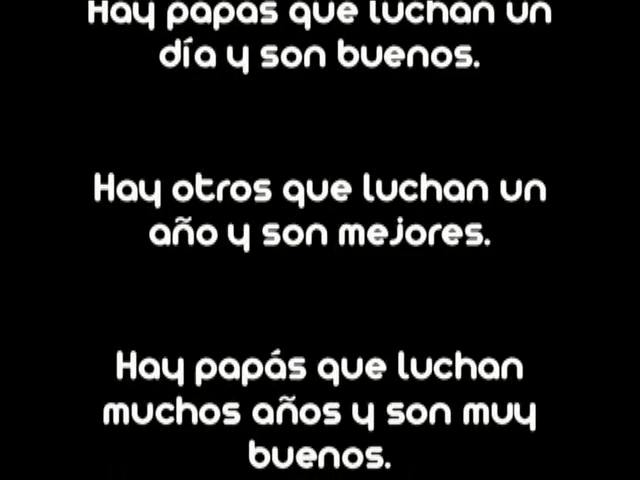 Hay papás que luchan un
día y son buenos.
Hay otros que luchan un
año y son mejores.
Hay papás que luchan
muchos años y son muy
buenos.